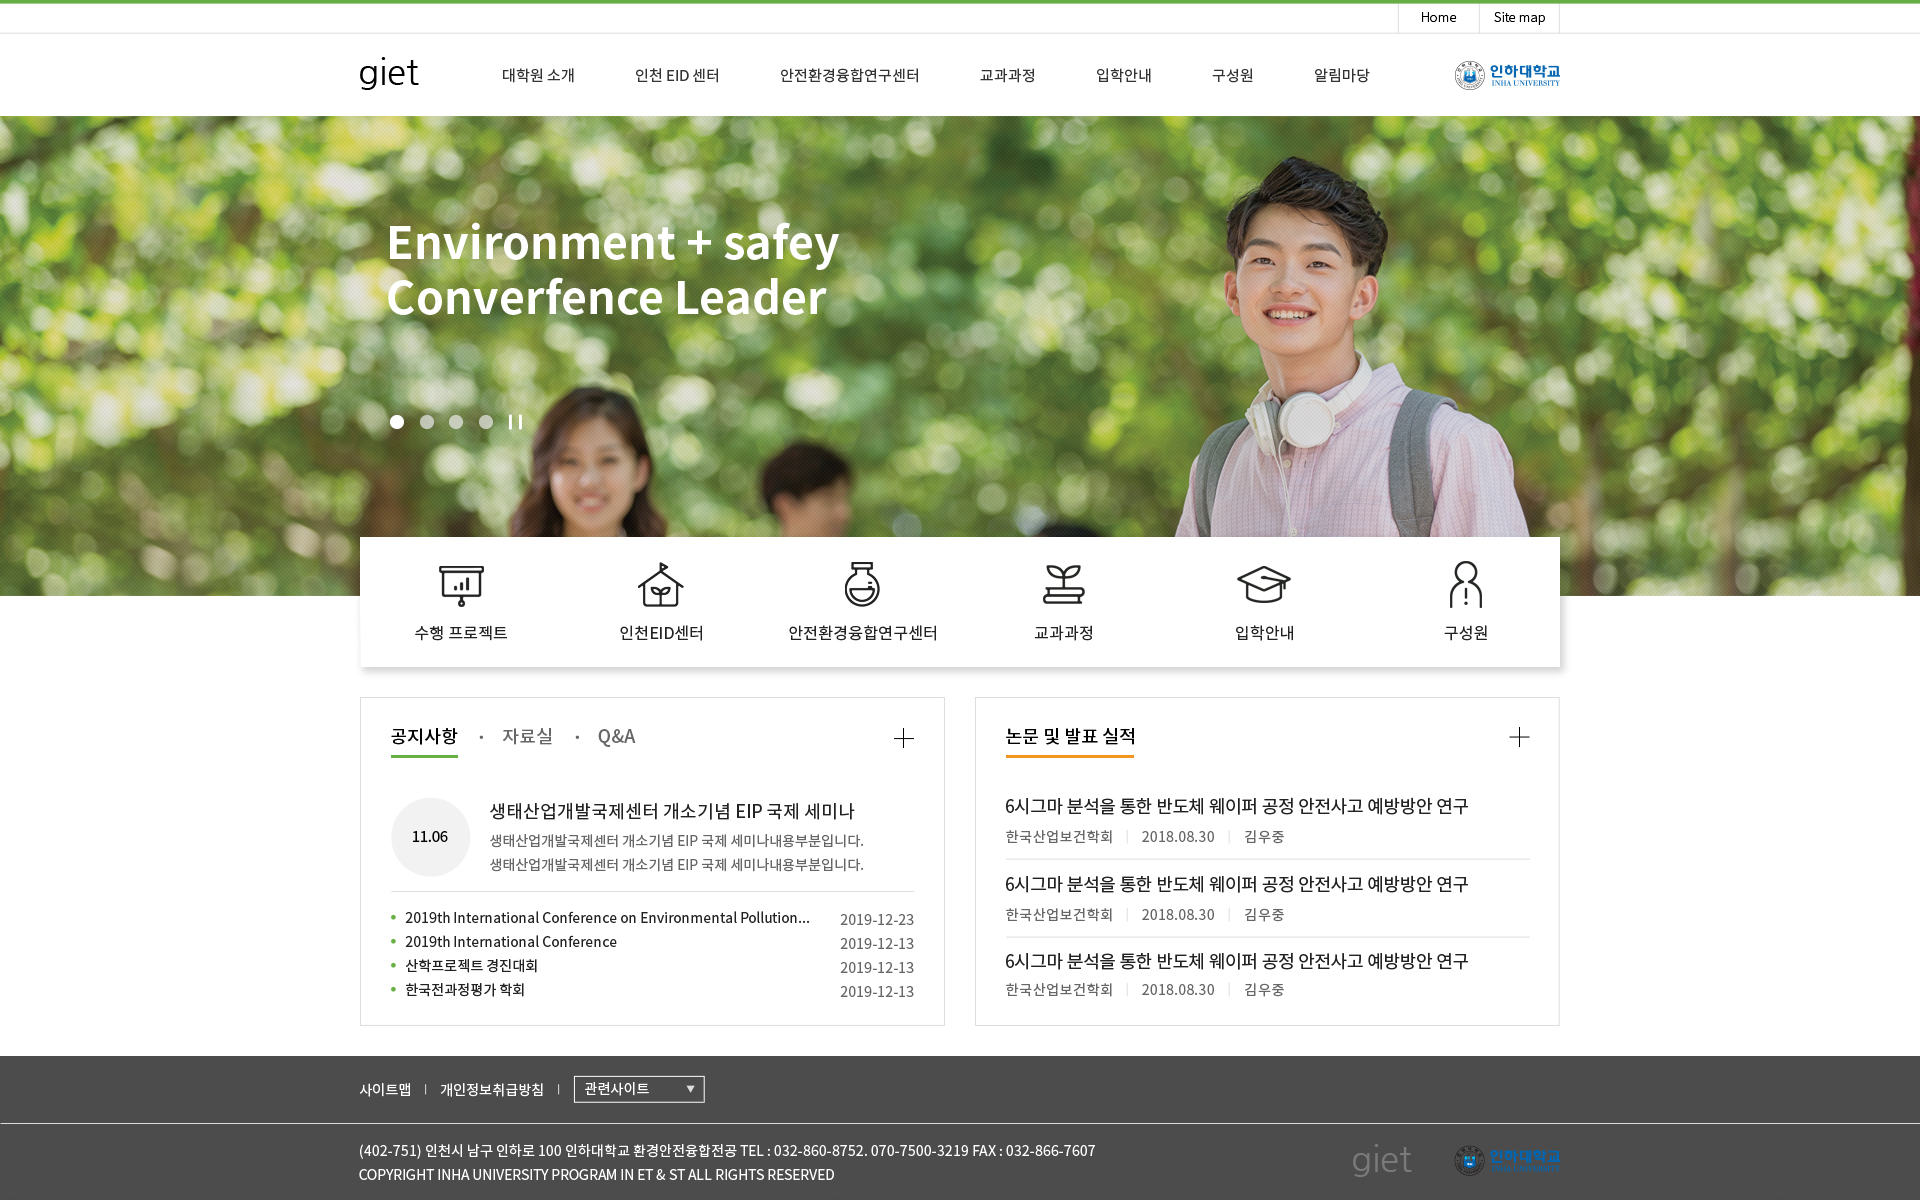 Home
Site map
giet
대학원 소개
인천 EID 센터
안전환경융합연구센터
교과과정
입학안내
구성원
알림마당
인하대학교
INHA UNIVERSITY
Environment + safey
Converfence Leader
수행 프로젝트
인천EID센터
안전환경융합연구센터
교과과정
입학안내
구성원
공지사항
자료실
Q&A
11.06
생태산업개발국제센터 개소기념 EIP 국제 세미나
생태산업개발국제센터 개소기념 EIP 국제 세미나내용부분입니다.
생태산업개발국제센터 개소기념 EIP 국제 세미나내용부분입니다.
2019th International Conference on Environmental Pollution... 2019-12-23
2019th International Conference 2019-12-13
산학프로젝트 경진대회 2019-12-13
한국전과정평가 학회 2019-12-13
논문 및 발표 실적
6시그마 분석을 통한 반도체 웨이퍼 공정 안전사고 예방방안 연구
한국산업보건학회 | 2018.08.30 | 김우중
6시그마 분석을 통한 반도체 웨이퍼 공정 안전사고 예방방안 연구
한국산업보건학회 | 2018.08.30 | 김우중
6시그마 분석을 통한 반도체 웨이퍼 공정 안전사고 예방방안 연구
한국산업보건학회 | 2018.08.30 | 김우중
사이트맵 | 개인정보취급방침 | 관련사이트 ▼
(402-751) 인천시 남구 인하로 100 인하대학교 환경안전융합전공 TEL : 032-860-8752. 070-7500-3219 FAX : 032-866-7607
COPYRIGHT INHA UNIVERSITY PROGRAM IN ET & ST ALL RIGHTS RESERVED
giet
인하대학교
INHA UNIVERSITY